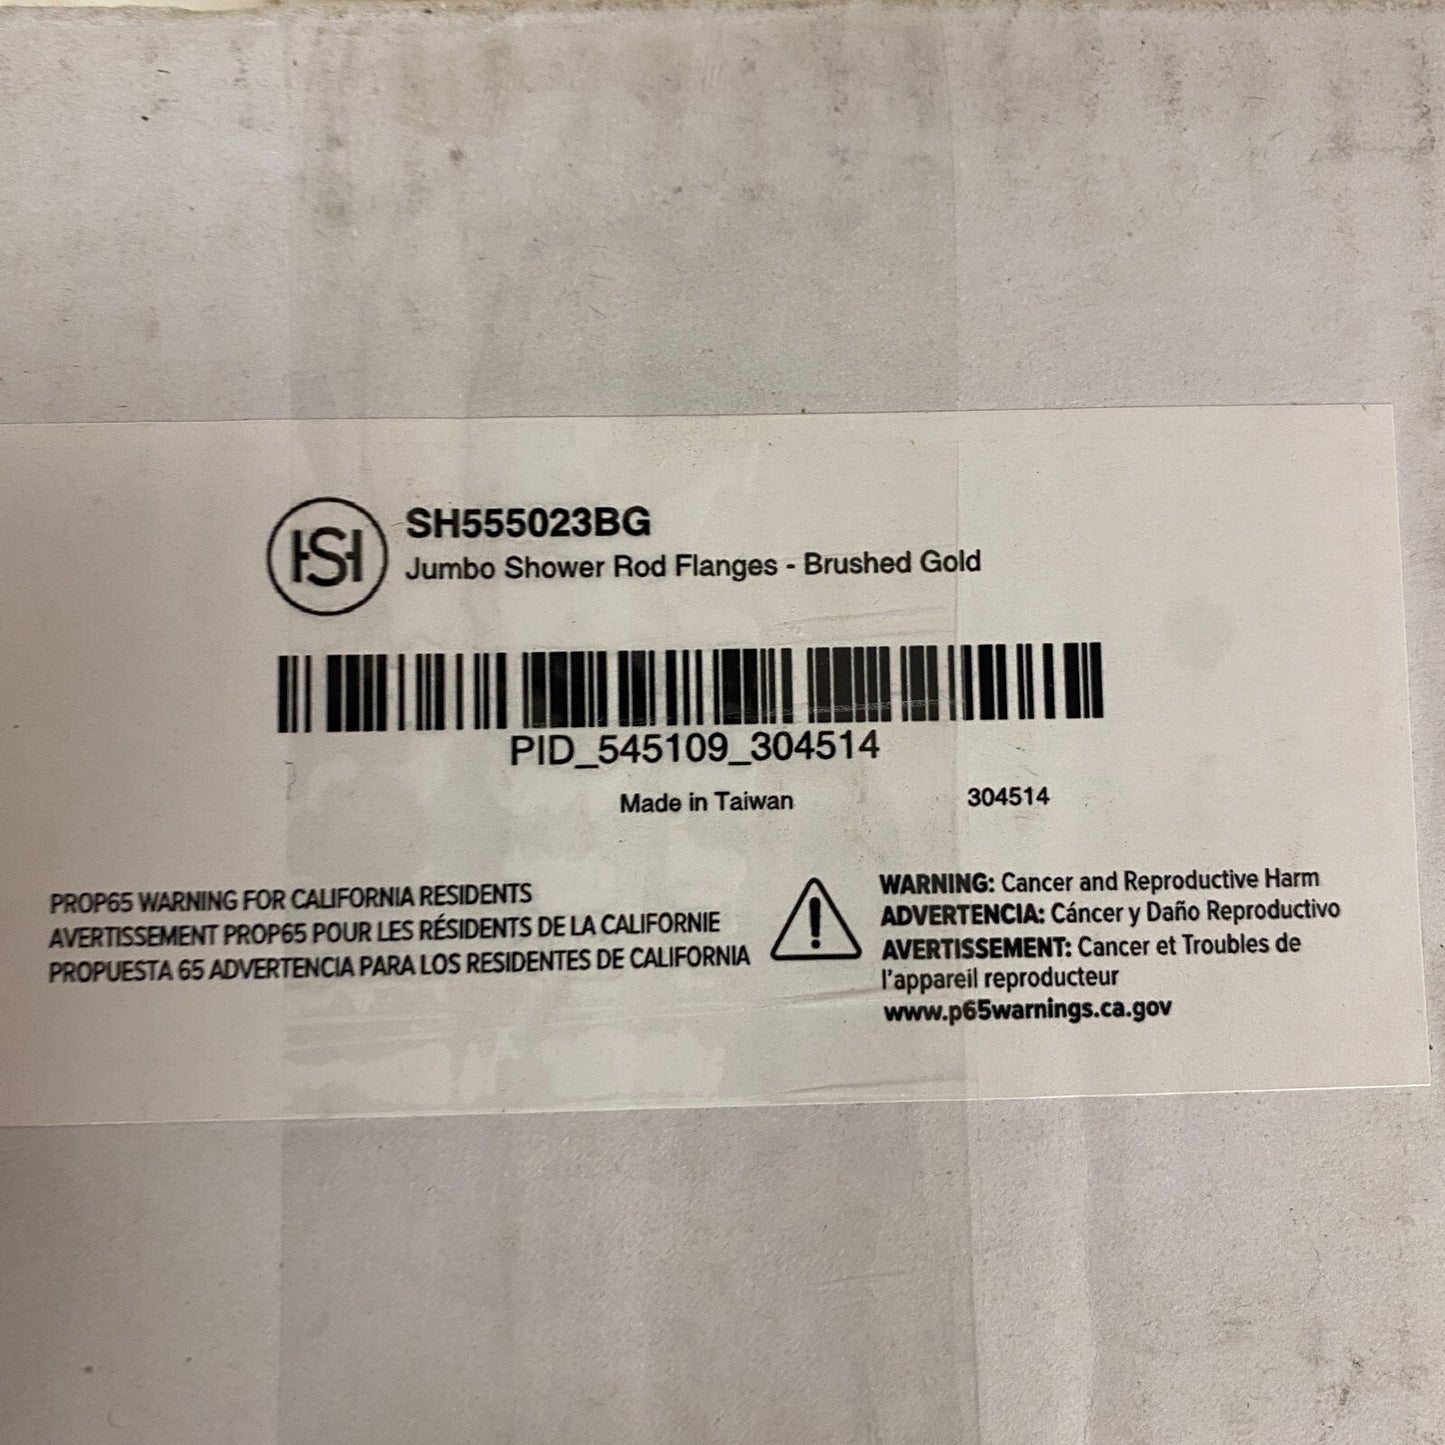 SH
SH555023BG
Jumbo Shower Rod Flanges - Brushed Gold
PID_545109_304514
Made in Taiwan
304514
PROP65 WARNING FOR CALIFORNIA RESIDENTS
AVERTISSEMENT PROP65 POUR LES RÉSIDENTS DE LA CALIFORNIE
PROPUESTA 65 ADVERTENCIA PARA LOS RESIDENTES DE CALIFORNIA
!
WARNING: Cancer and Reproductive Harm
ADVERTENCIA: Cáncer y Daño Reproductivo
AVERTISSEMENT: Cancer et Troubles de
l'appareil reproducteur
www.p65warnings.ca.gov